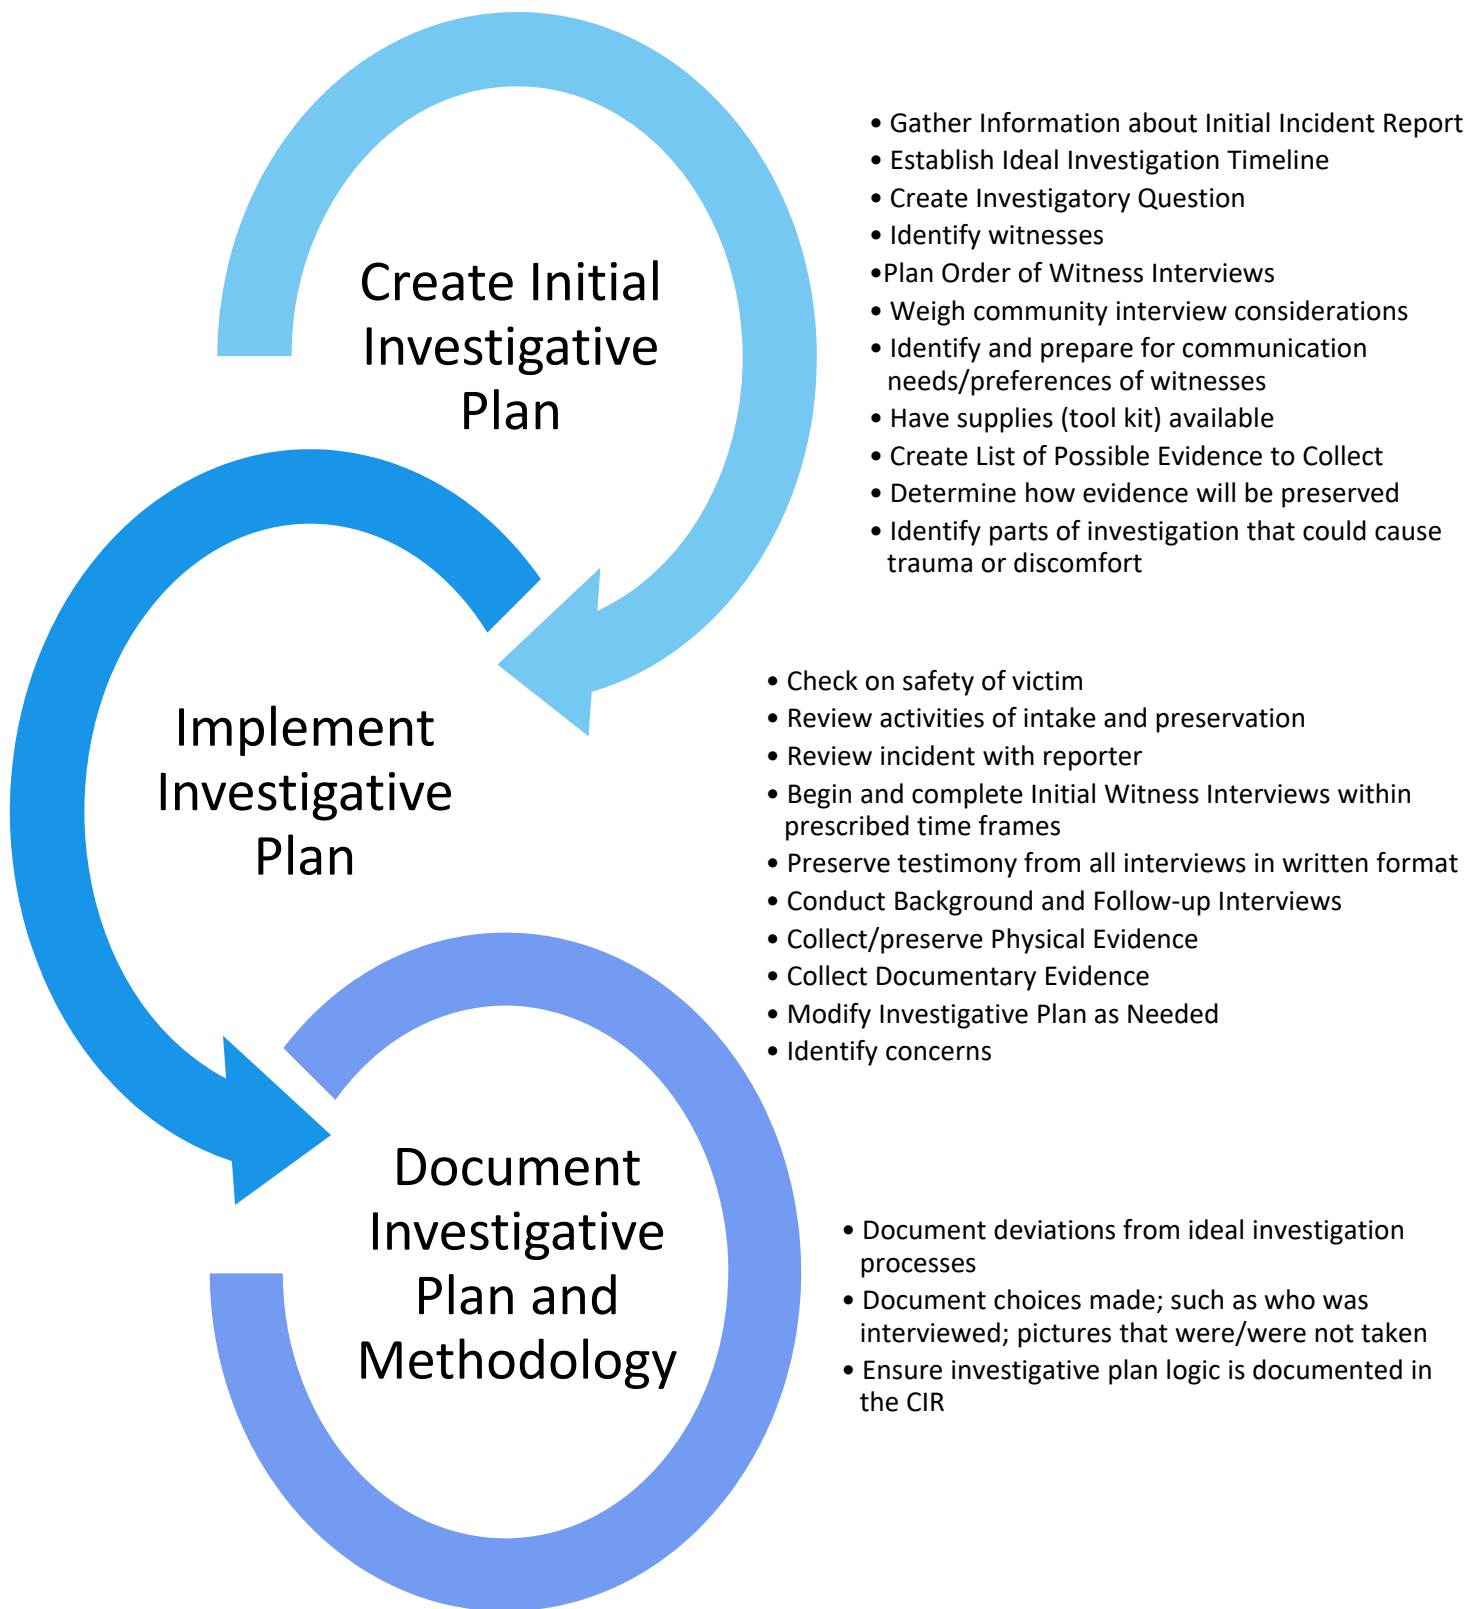 Create Initial
Investigative
Plan
• Gather Information about Initial Incident Report
• Establish Ideal Investigation Timeline
• Create Investigatory Question
• Identify witnesses
•Plan Order of Witness Interviews
• Weigh community interview considerations
• Identify and prepare for communication
needs/preferences of witnesses
• Have supplies (tool kit) available
• Create List of Possible Evidence to Collect
• Determine how evidence will be preserved
• Identify parts of investigation that could cause
trauma or discomfort
Implement
Investigative
Plan
• Check on safety of victim
• Review activities of intake and preservation
• Review incident with reporter
• Begin and complete Initial Witness Interviews within
prescribed time frames
• Preserve testimony from all interviews in written format
• Conduct Background and Follow-up Interviews
• Collect/preserve Physical Evidence
• Collect Documentary Evidence
• Modify Investigative Plan as Needed
• Identify concerns
Document
Investigative
Plan and
Methodology
• Document deviations from ideal investigation
processes
• Document choices made; such as who was
interviewed; pictures that were/were not taken
• Ensure investigative plan logic is documented in
the CIR